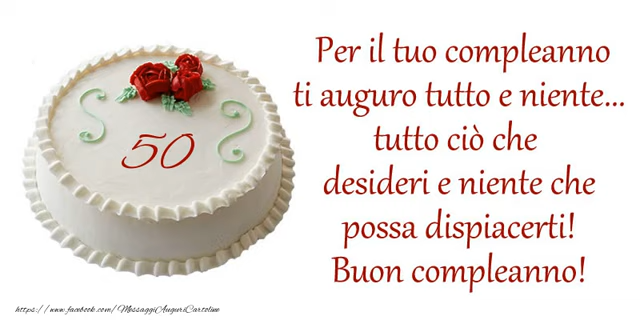 50
Per il tuo compleanno
ti auguro tutto e niente...
tutto ciò che
desideri e niente che
possa dispiacerti!
Buon compleanno!
https://www.facebook.com/MessaggiAuguriCartoline